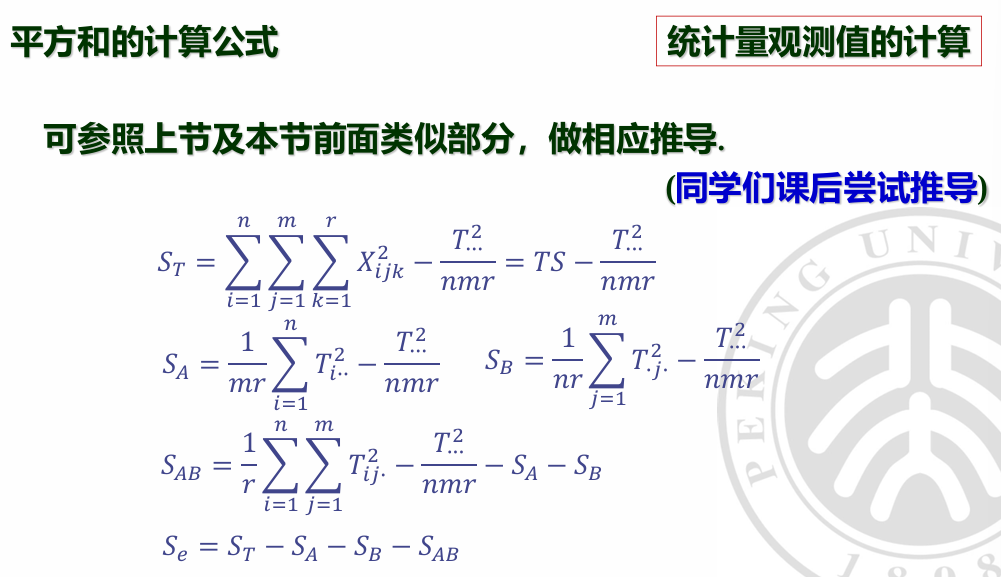 平方和的计算公式
统计量观测值的计算
可参照上节及本节前面类似部分，做相应推导.
(同学们课后尝试推导)
$S_T = \sum_{i=1}^{n} \sum_{j=1}^{m} \sum_{k=1}^{r} X_{ijk}^2 - \frac{T_{\cdots}^2}{nmr} = TS - \frac{T_{\cdots}^2}{nmr}$
$S_A = \frac{1}{mr} \sum_{i=1}^{n} T_{i\cdot\cdot}^2 - \frac{T_{\cdots}^2}{nmr}$
$S_B = \frac{1}{nr} \sum_{j=1}^{m} T_{\cdot j\cdot}^2 - \frac{T_{\cdots}^2}{nmr}$
$S_{AB} = \frac{1}{r} \sum_{i=1}^{n} \sum_{j=1}^{m} T_{ij\cdot}^2 - \frac{T_{\cdots}^2}{nmr} - S_A - S_B$
$S_e = S_T - S_A - S_B - S_{AB}$
PEKING UNI
1898